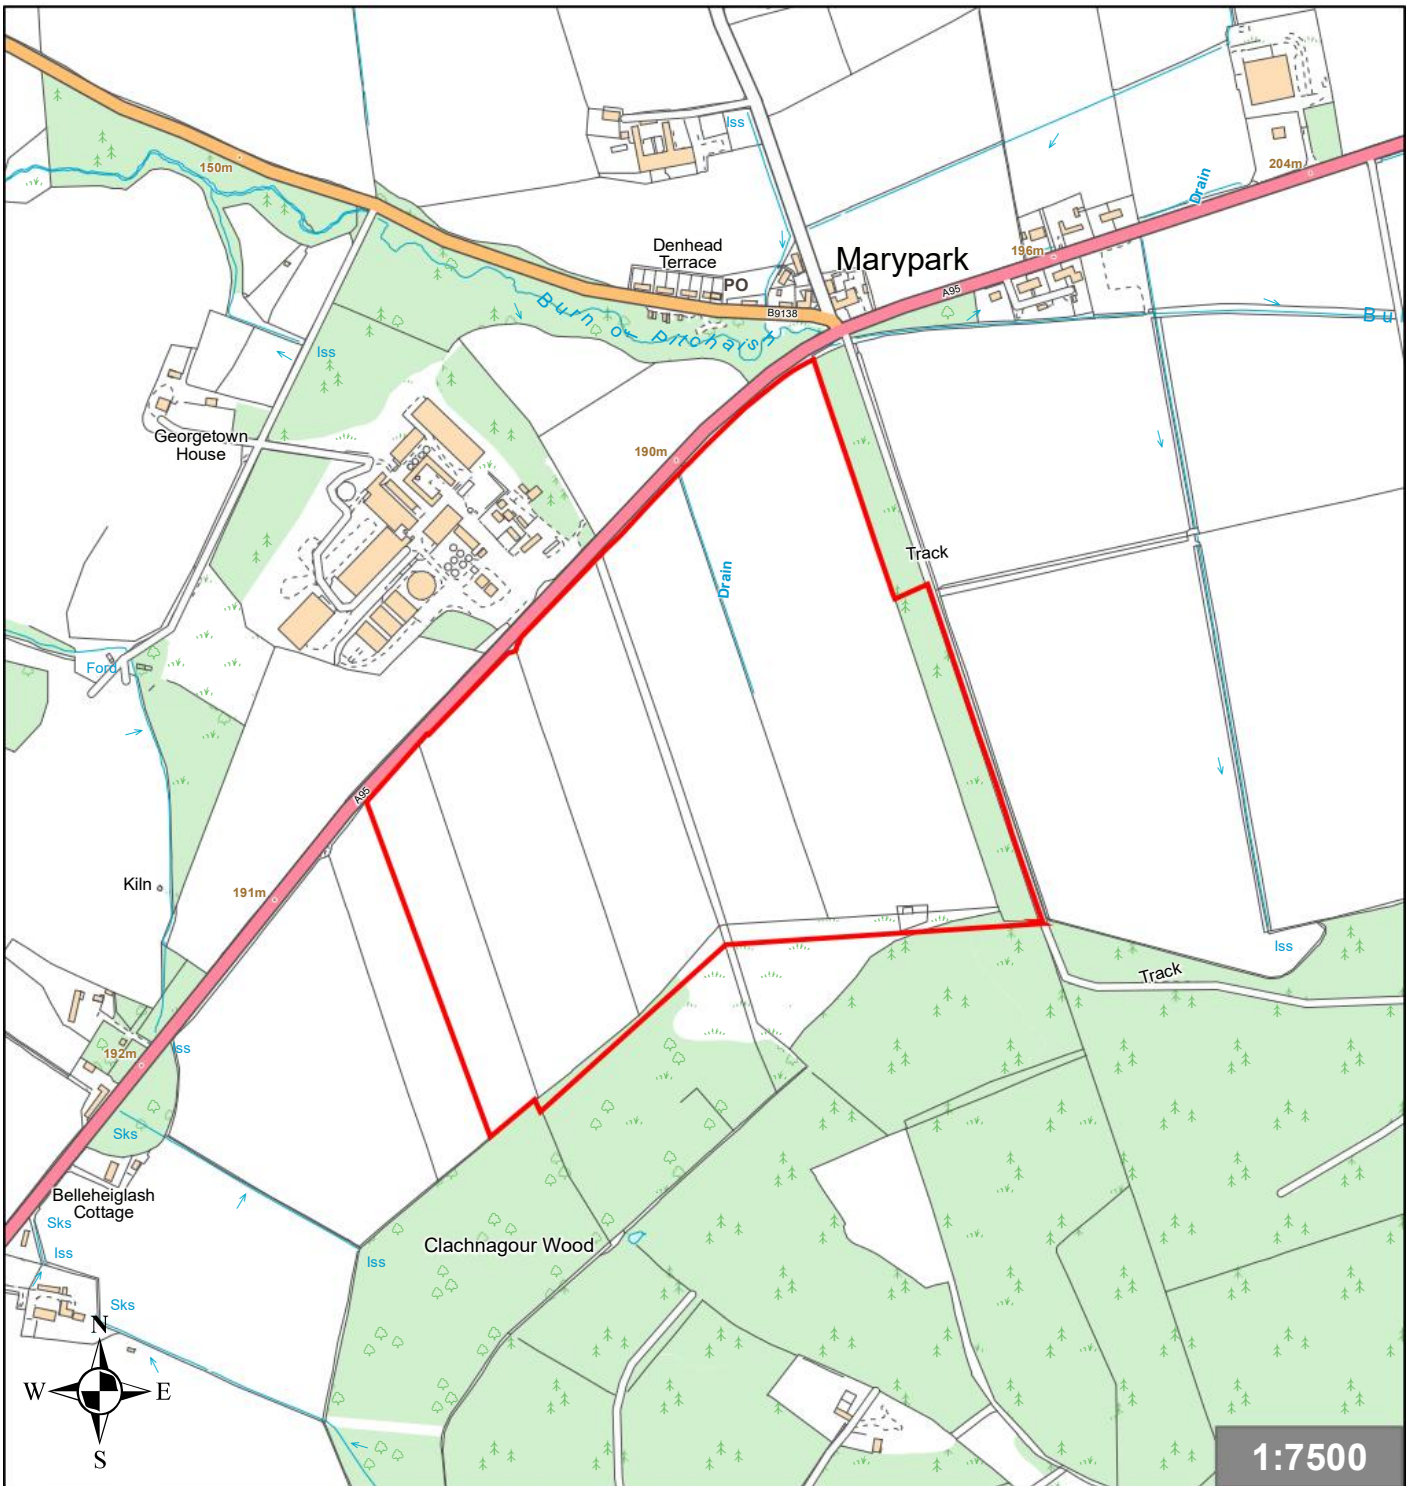 Iss
150m
204m
Drain
Denhead
Terrace
Marypark
196m
PO
A95
B9138
Burn of Pitchaish
Bu
Iss
Georgetown
House
190m
Track
Drain
Ford
A95
Kiln
191m
Iss
Track
192m
Iss
Sks
Belleheiglash
Cottage
Sks
Clachnagour Wood
Iss
Iss
Sks
N
W
E
S
1:7500